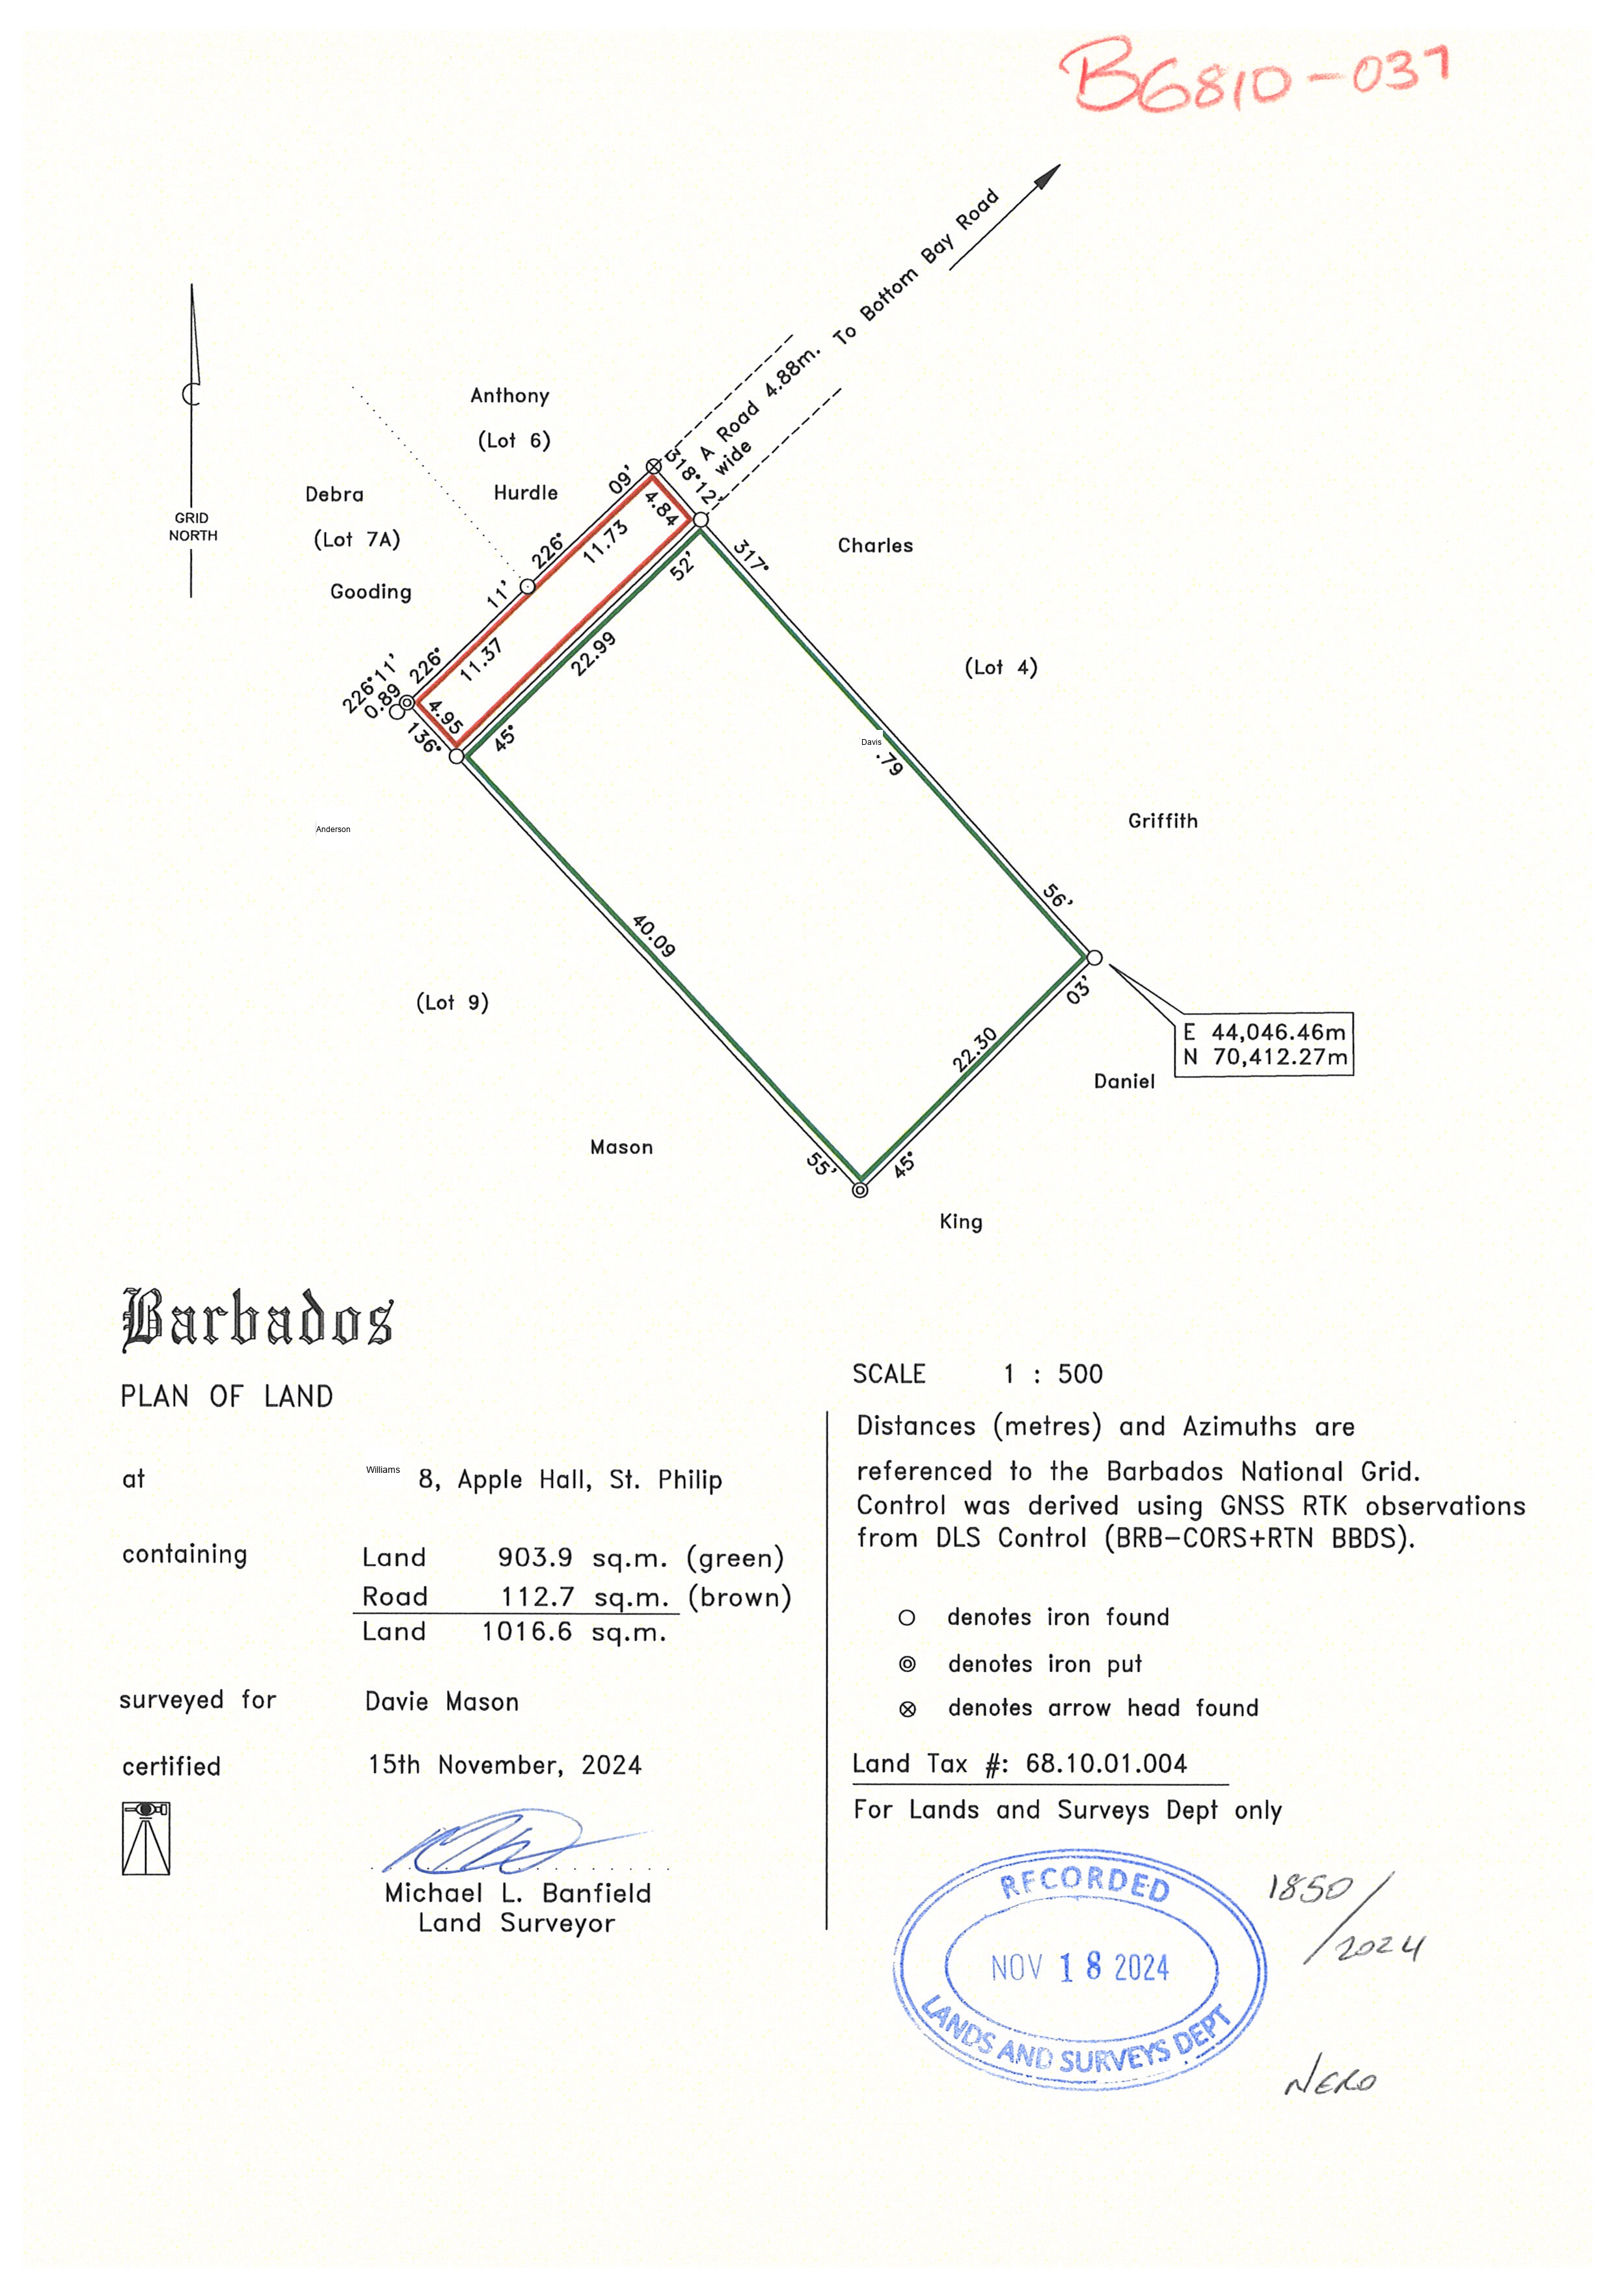 B6810-037
To Bottom Bay Road
A Road 4.88m.
wide
Anthony
(Lot 6)
Hurdle
Debra
(Lot 7A)
Gooding
GRID
NORTH
09'
318°12'
4.84
11.73
226°
11'
52'
317°
Charles
22.99
11.37
226°
226°11'
0.89
4.95
136°
45°
(Lot 4)
Davis
.79
Griffith
Anderson
56'
40.09
(Lot 9)
03'
E 44,046.46m
N 70,412.27m
22.30
Daniel
Mason
55'
45°
King
Barbados
PLAN OF LAND
at
Williams 8, Apple Hall, St. Philip
containing
Land 903.9 sq.m. (green)
Road 112.7 sq.m. (brown)
Land 1016.6 sq.m.
surveyed for Davie Mason
certified 15th November, 2024
Michael L. Banfield
Land Surveyor
SCALE 1 : 500
Distances (metres) and Azimuths are
referenced to the Barbados National Grid.
Control was derived using GNSS RTK observations
from DLS Control (BRB-CORS+RTN BBDS).
denotes iron found
denotes iron put
denotes arrow head found
Land Tax #: 68.10.01.004
For Lands and Surveys Dept only
RECORDED
NOV 18 2024
LANDS AND SURVEYS DEPT
1850/
2024
NERO